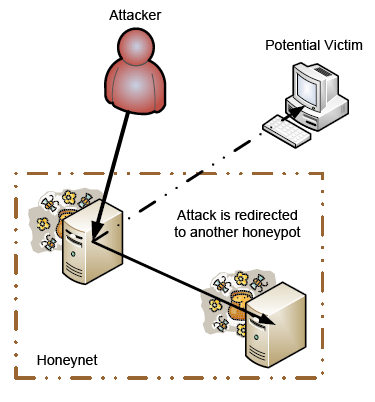 Attacker
Potential Victim
Attack is redirected
to another honeypot
Honeynet